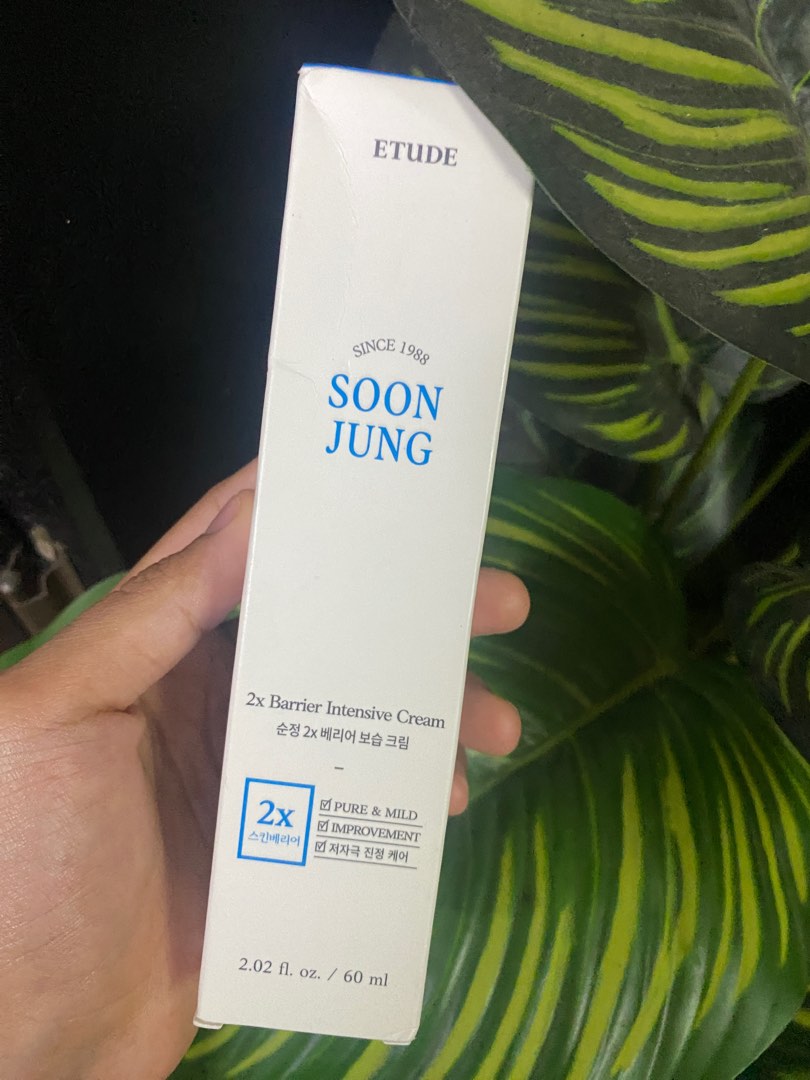 ETUDE
SINCE 1988
SOON
JUNG
2x Barrier Intensive Cream
순정 2x 베리어 보습 크림
–
2x
스킨베리어
☑ PURE & MILD
☑ IMPROVEMENT
☑ 저자극 진정 케어
2.02 fl. oz. / 60 ml